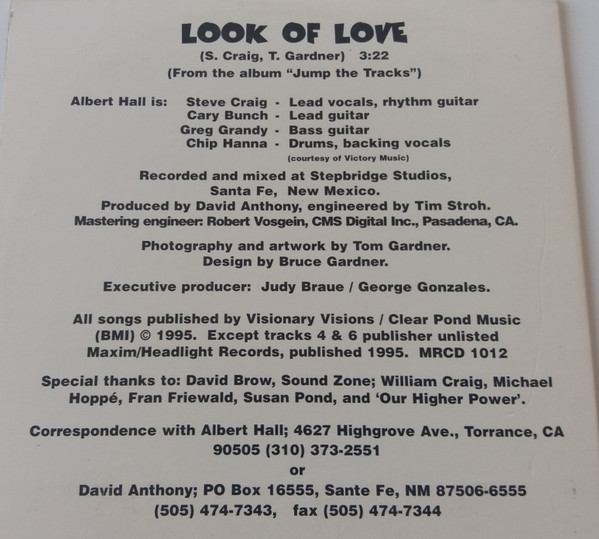 LOOK OF LOVE
(S. Craig, T. Gardner) 3:22
(From the album “Jump the Tracks”)
Albert Hall is: Steve Craig - Lead vocals, rhythm guitar
Cary Bunch - Lead guitar
Greg Grandy - Bass guitar
Chip Hanna - Drums, backing vocals
(courtesy of Victory Music)
Recorded and mixed at Stepbridge Studios,
Santa Fe, New Mexico.
Produced by David Anthony, engineered by Tim Stroh.
Mastering engineer: Robert Vosgein, CMS Digital Inc., Pasadena, CA.
Photography and artwork by Tom Gardner.
Design by Bruce Gardner.
Executive producer: Judy Braue / George Gonzales.
All songs published by Visionary Visions / Clear Pond Music
(BMI) © 1995. Except tracks 4 & 6 publisher unlisted
Maxim/Headlight Records, published 1995. MRCD 1012
Special thanks to: David Brow, Sound Zone; William Craig, Michael
Hoppé, Fran Friewald, Susan Pond, and ‘Our Higher Power’.
Correspondence with Albert Hall; 4627 Highgrove Ave., Torrance, CA
90505 (310) 373-2551
or
David Anthony; PO Box 16555, Sante Fe, NM 87506-6555
(505) 474-7343, fax (505) 474-7344